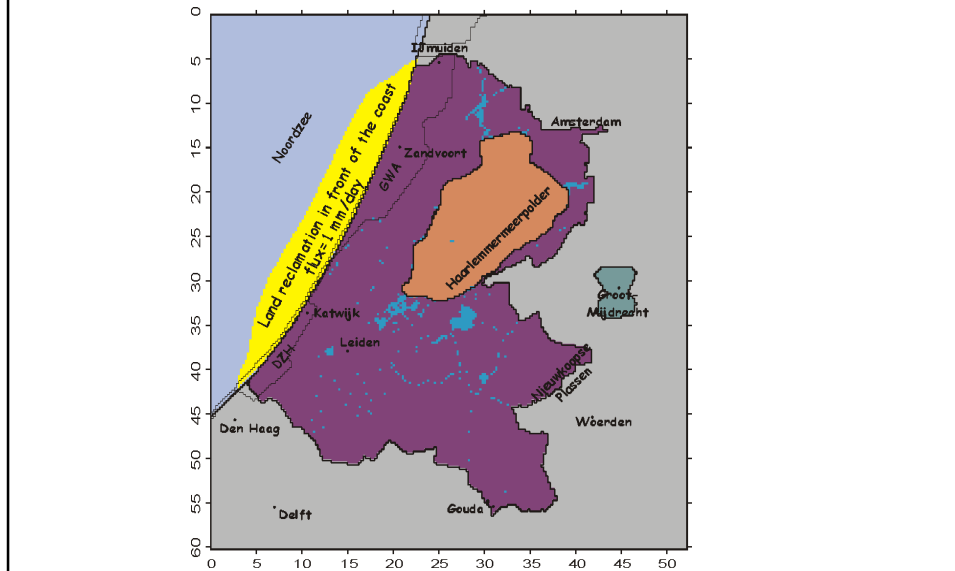 0
5
10
15
20
25
30
35
40
45
50
55
60
IJmuiden
Amsterdam
Noordzee
Zandvoort
GWA
Land reclamation in front of the coast
flux=1 mm/day
Haarlemmermeerpolder
Groot-
Mijdrecht
Katwijk
Leiden
DZH
Nieuwkoopse
Plassen
Woerden
Den Haag
Gouda
Delft
0 5 10 15 20 25 30 35 40 45 50